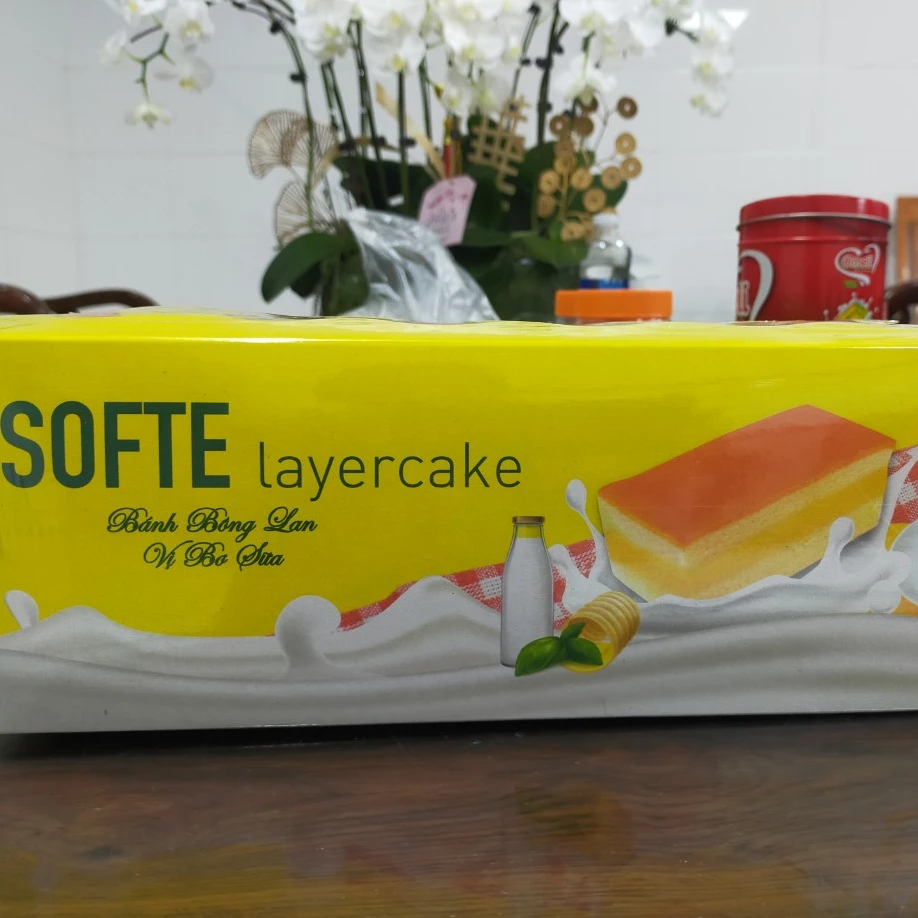 SOFTE layercake
Bánh Bông Lan
Vị Bơ Sữa